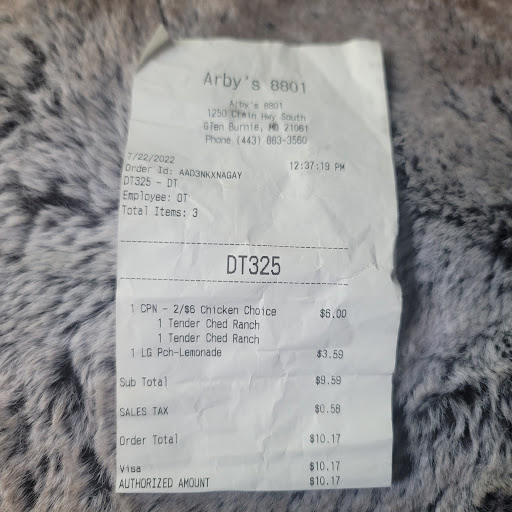 Arby's 8801
Arby's 8801
1250 Crain Hwy South
Glen Burnie, MD 21061
Phone (443) 863-3560
7/22/2022 12:37:19 PM
Order Id: AAD3NKXNAGAY
DT325 - DT
Employee: OT
Total Items: 3
DT325
1 CPN - 2/$6 Chicken Choice $6.00
1 Tender Ched Ranch
1 Tender Ched Ranch
1 LG Pch-Lemonade $3.59
Sub Total $9.59
SALES TAX $0.58
Order Total $10.17
Visa $10.17
AUTHORIZED AMOUNT $10.17